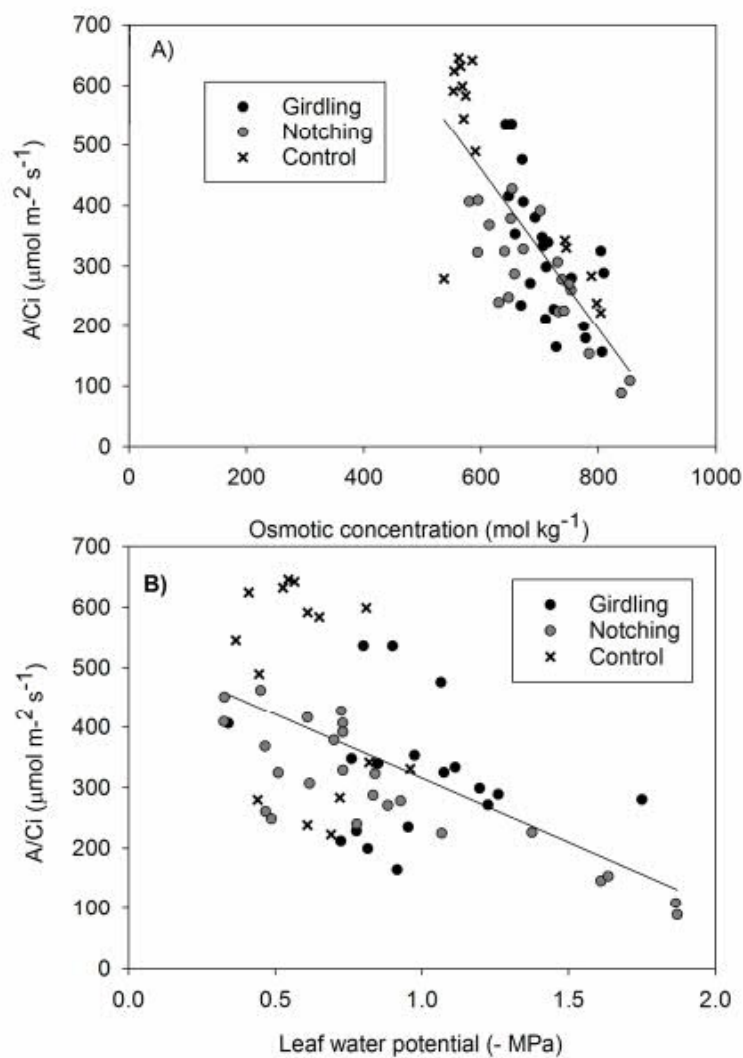 A)
Girdling
Notching
Control
A/Ci (μmol m-² s⁻¹)
700
600
500
400
300
200
100
0
0 200 400 600 800 1000
Osmotic concentration (mol kg⁻¹)
B)
Girdling
Notching
Control
A/Ci (μmol m-² s⁻¹)
700
600
500
400
300
200
100
0
0.0 0.5 1.0 1.5 2.0
Leaf water potential (- MPa)